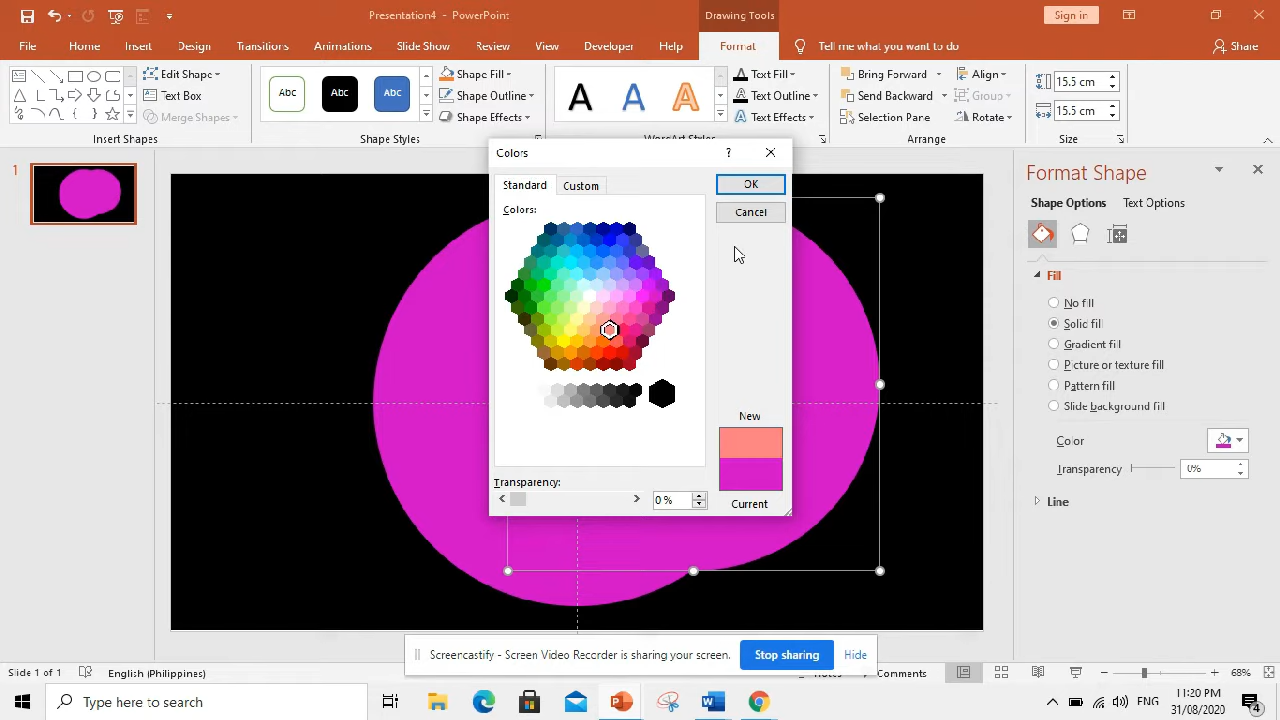 Presentation4 - PowerPoint
Drawing Tools
Sign in
File Home Insert Design Transitions Animations Slide Show Review View Developer Help Format Tell me what you want to do Share
Edit Shape
Text Box
Merge Shapes
Insert Shapes
Abc Abc Abc
Shape Fill
Shape Outline
Shape Effects
Shape Styles
A A A
Text Fill
Text Outline
Text Effects
WordArt Styles
Bring Forward
Send Backward
Selection Pane
Align
Group
Rotate
Arrange
15.5 cm
15.5 cm
Size
1
Colors
?
Standard Custom
OK
Cancel
Colors:
New
Current
Transparency:
0 %
Format Shape
Shape Options Text Options
Fill
No fill
Solid fill
Gradient fill
Picture or texture fill
Pattern fill
Slide background fill
Color
Transparency 0%
Line
Screencastify - Screen Video Recorder is sharing your screen. Stop sharing Hide
Slide 1 of 1 English (Philippines) Notes Comments 68%
Type here to search
ENG
11:20 PM
31/08/2020
4